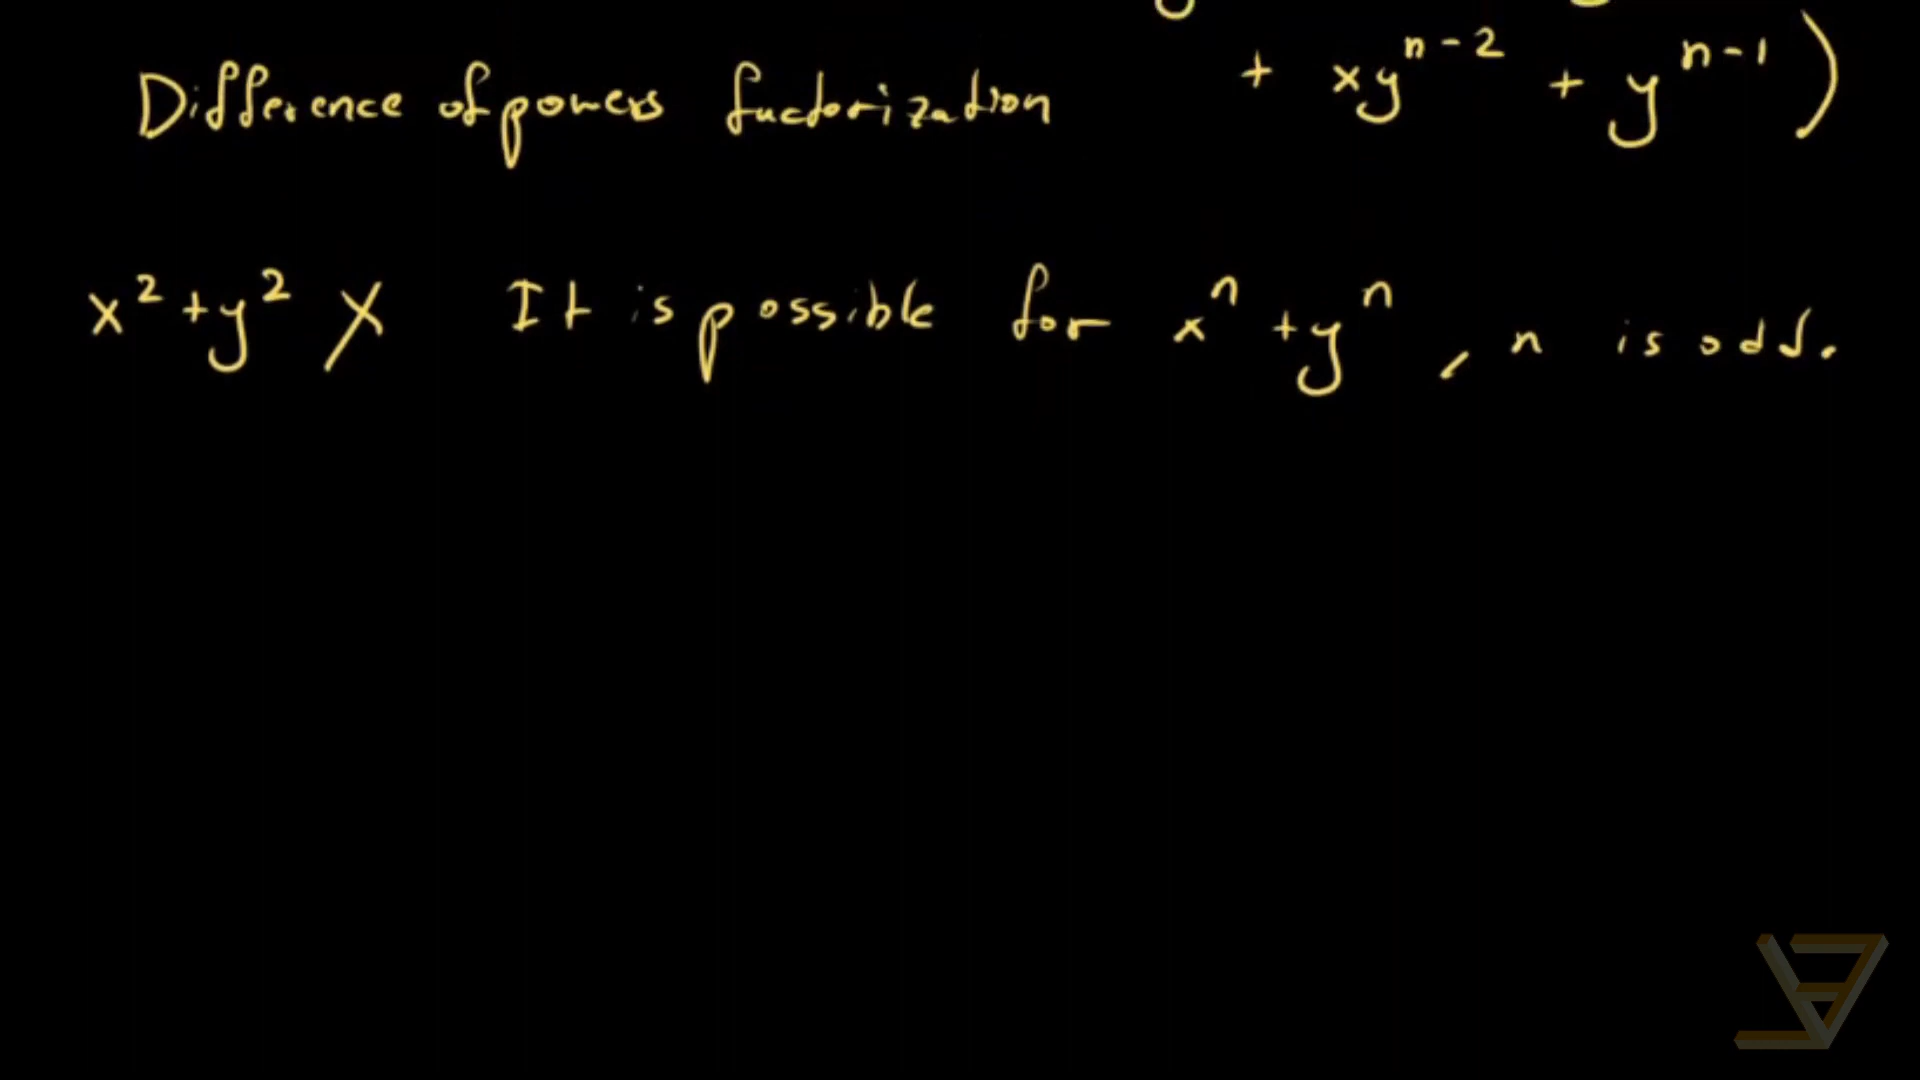 + xy^{n-2} + y^{n-1})
Difference of powers factorization
x^2 + y^2 X It is possible for x^n + y^n, n is odd.